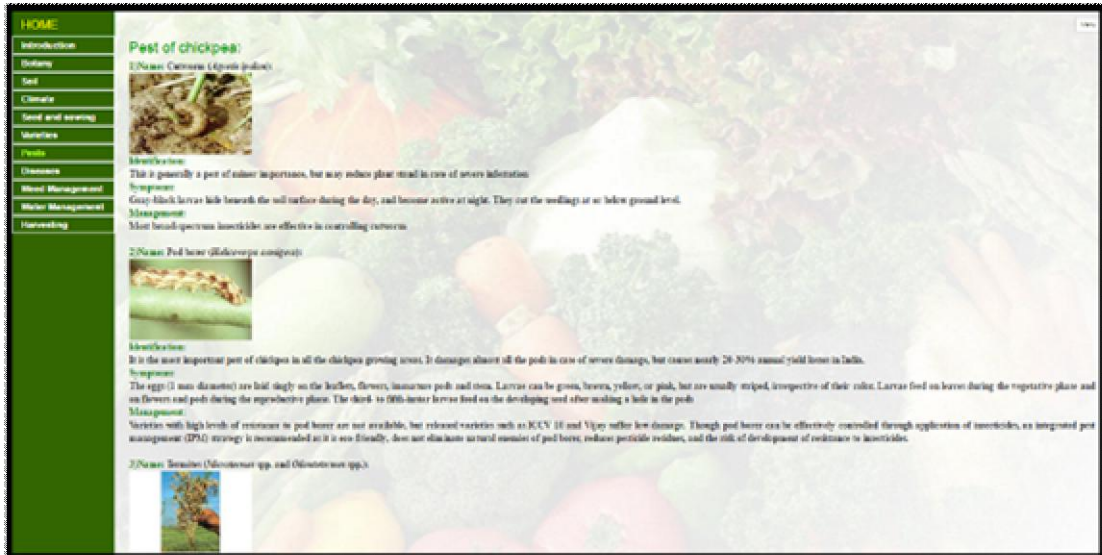 HOME
Introduction
Botany
Soil
Climate
Seed and sowing
Varieties
Pests
Diseases
Weed Management
Water Management
Harvesting
Menu
Pest of chickpea:
1)Name: Cutworm (Agrotis ipsilon):
Identification:
This is generally a pest of minor importance, but may reduce plant stand in case of severe infestation
Symptoms:
Gray-black larvae hide beneath the soil surface during the day, and become active at night. They cut the seedlings at or below ground level.
Management:
Most broad-spectrum insecticides are effective in controlling cutworm
2)Name: Pod borer (Helicoverpa armigera):
Identification:
It is the most important pest of chickpea in all the chickpea growing areas. It damages almost all the pods in case of severe damage, but causes nearly 20-30% annual yield losses in India.
Symptoms:
The eggs (1 mm diameter) are laid singly on the leaflets, flowers, immature pods and stem. Larvae can be green, brown, yellow, or pink, but are usually striped, irrespective of their color. Larvae feed on leaves during the vegetative phase and
on flowers and pods during the reproductive phase. The third- to fifth-instar larvae feed on the developing seed after making a hole in the pods
Management:
Varieties with high levels of resistance to pod borer are not available, but released varieties such as ICCV 10 and Vijay suffer low damage. Though pod borer can be effectively controlled through application of insecticides, an integrated pest
management (IPM) strategy is recommended as it is eco friendly, does not eliminate natural enemies of pod borer, reduces pesticide residues, and the risk of development of resistance to insecticides.
3)Name: Termites (Microtermes spp. and Odontotermes spp.):